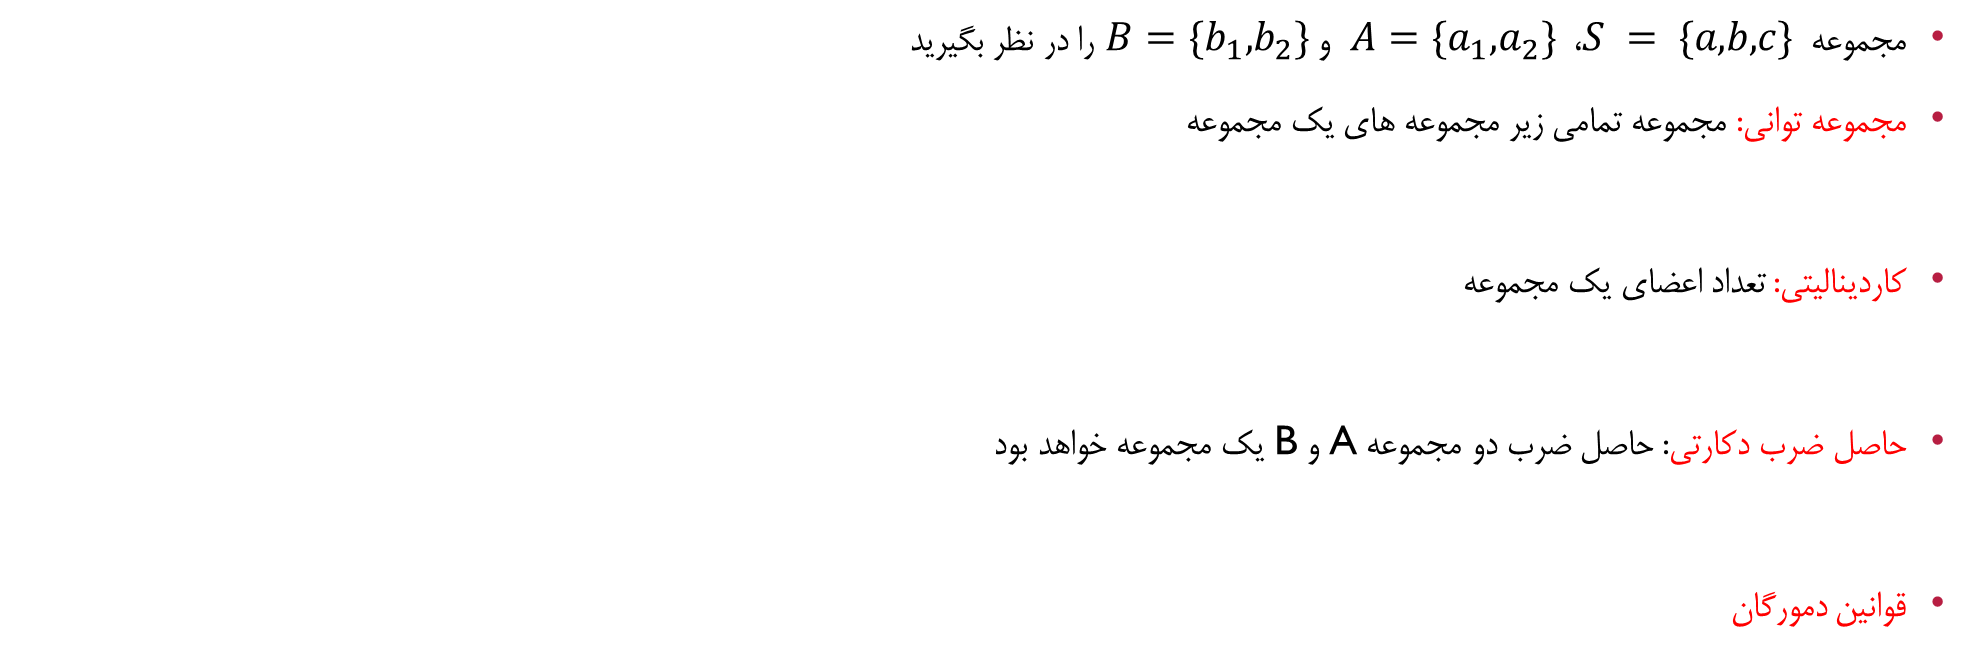 • مجموعه S = {a,b,c}، A = {a₁,a₂} و B = {b₁,b₂} را در نظر بگیرید
• مجموعه توانی: مجموعه تمامی زیر مجموعه های یک مجموعه
• کاردینالیتی: تعداد اعضای یک مجموعه
• حاصل ضرب دکارتی: حاصل ضرب دو مجموعه A و B یک مجموعه خواهد بود
• قوانین دمورگان